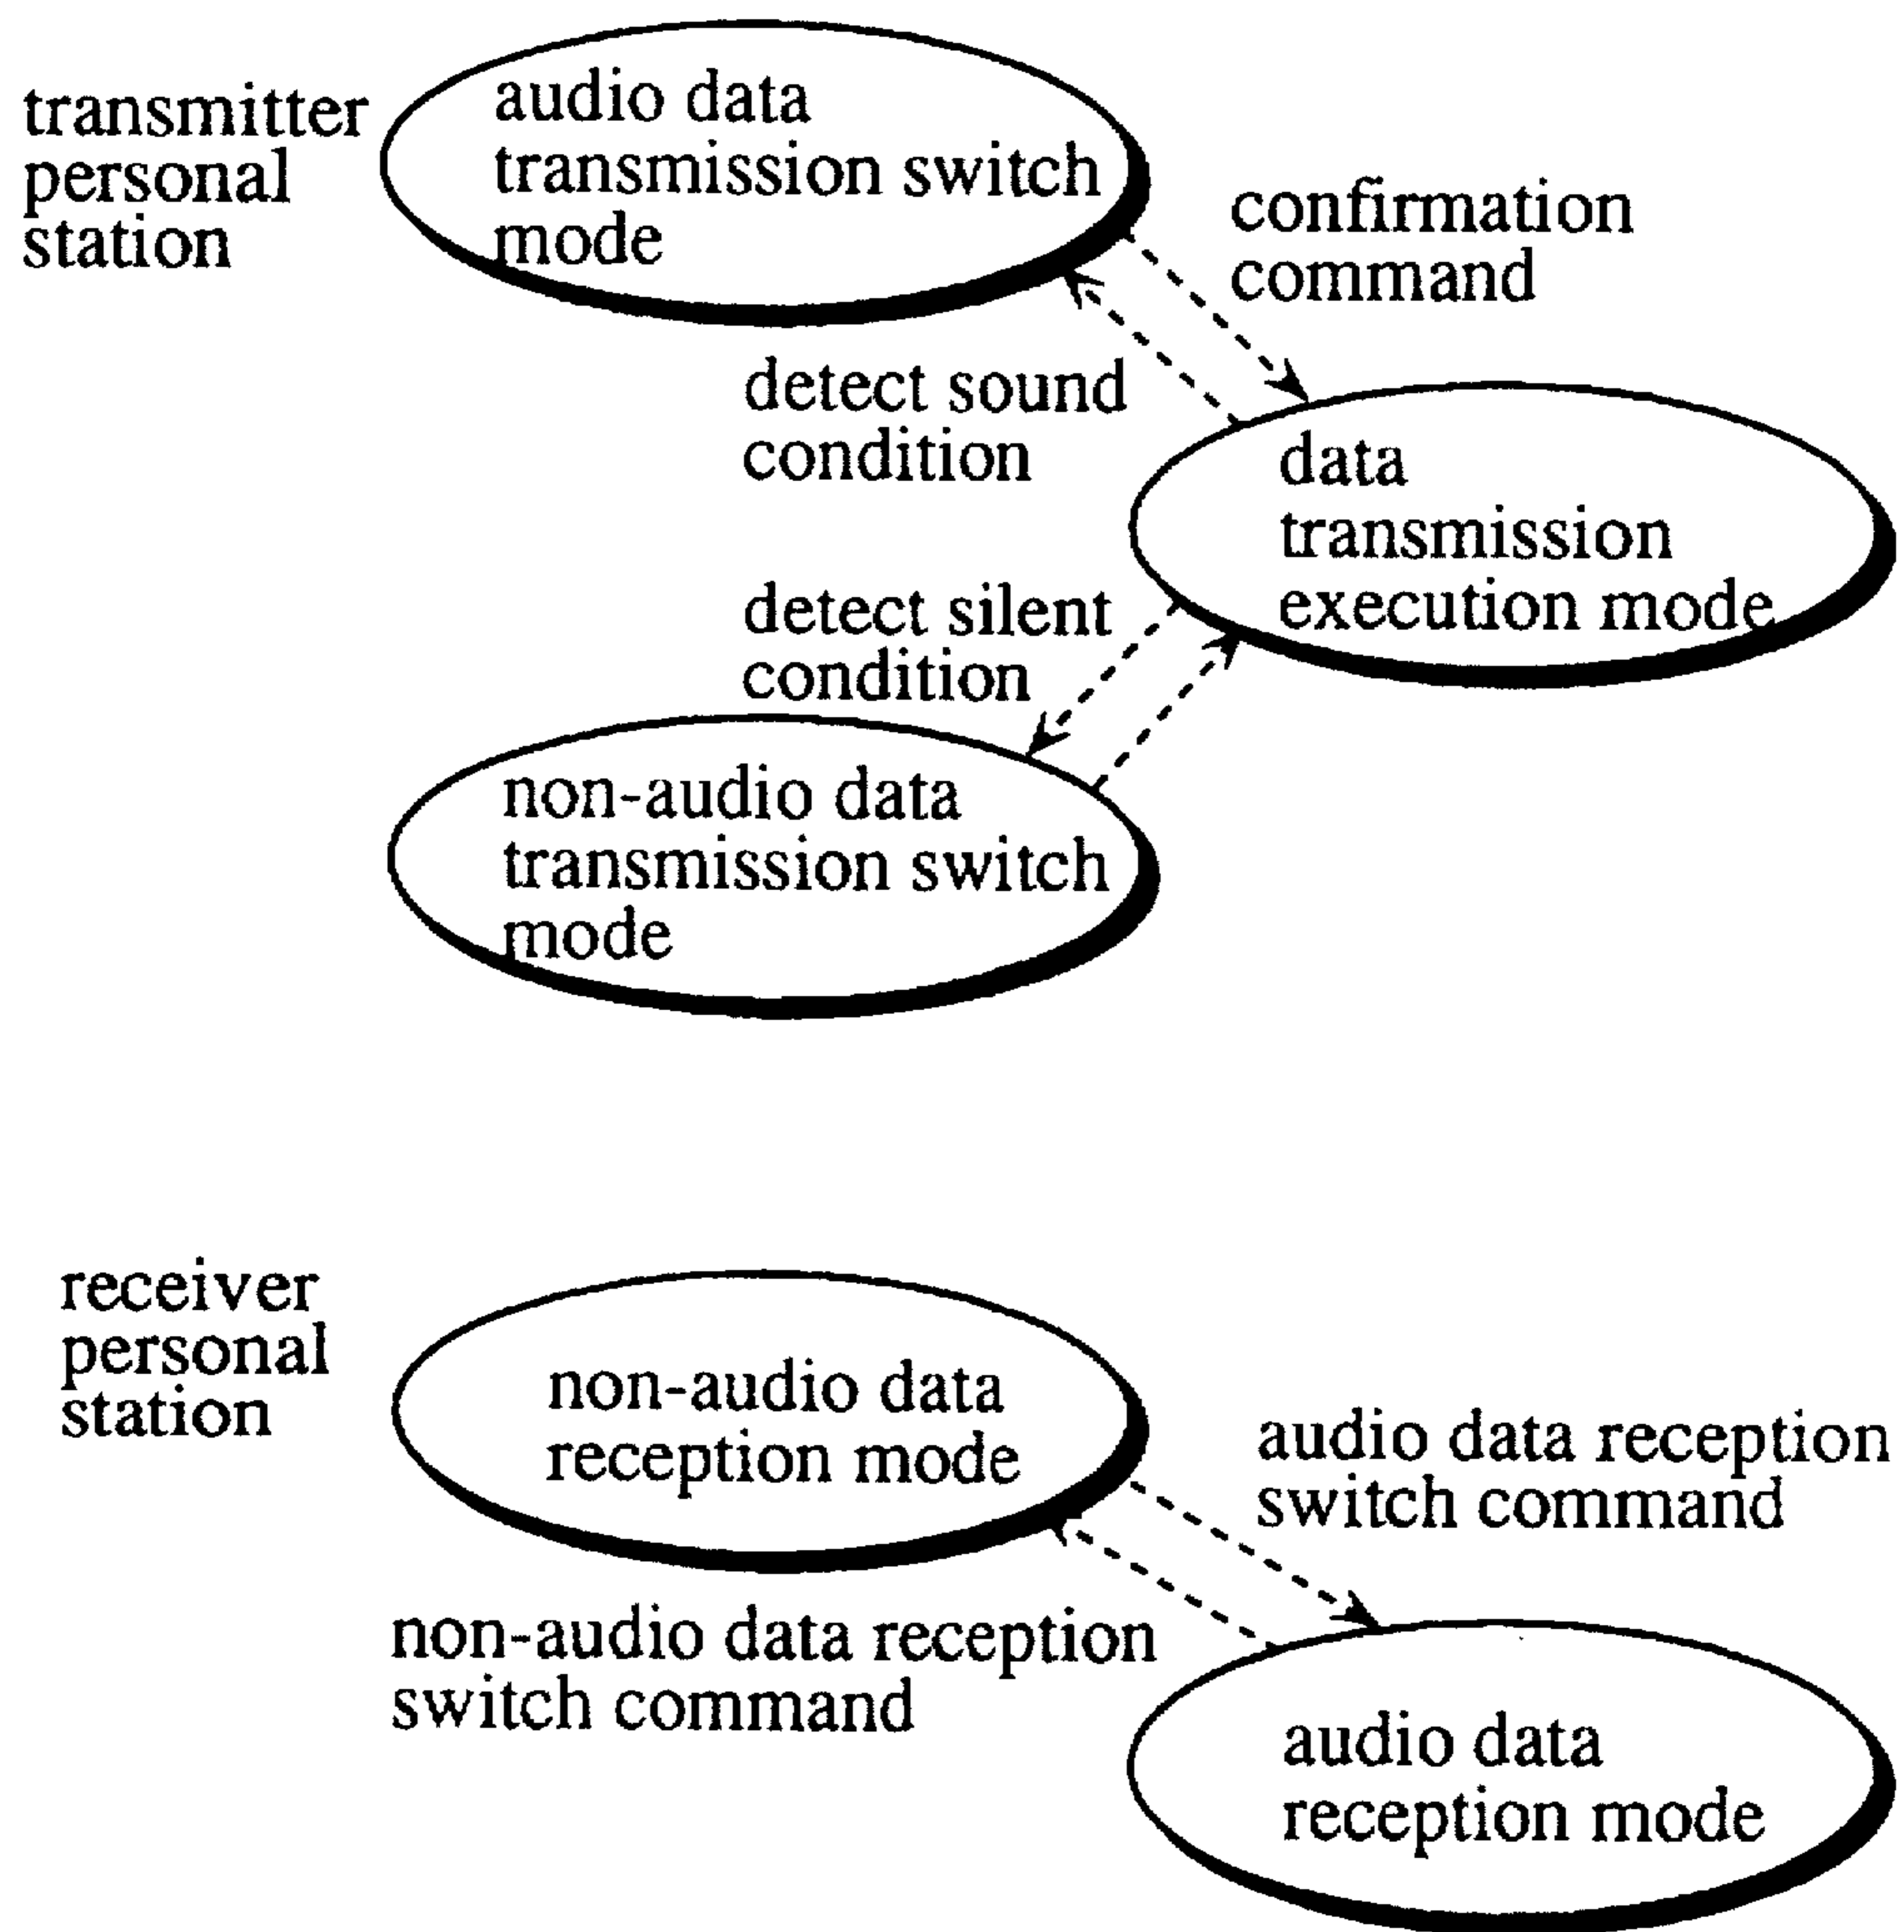 transmitter
personal
station
audio data
transmission switch
mode
confirmation
command
detect sound
condition
data
transmission
execution mode
detect silent
condition
non-audio data
transmission switch
mode
receiver
personal
station
non-audio data
reception mode
audio data reception
switch command
non-audio data reception
switch command
audio data
reception mode